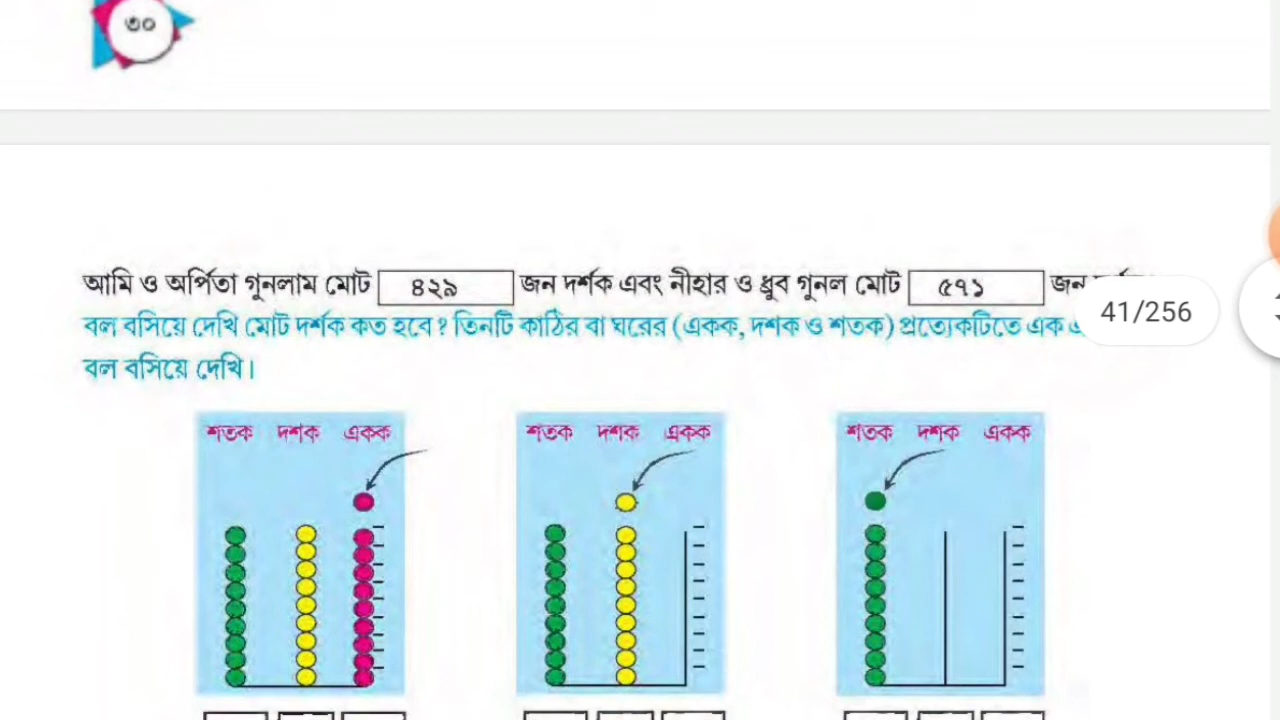 ৩০
আমি ও অর্পিতা গুনলাম মোট ৪২৯ জন দর্শক এবং নীহার ও ধ্রুব গুনল মোট ৫৭১ জন
41/256
বল বসিয়ে দেখি মোট দর্শক কত হবে? তিনটি কাঠির বা ঘরের (একক, দশক ও শতক) প্রত্যেকটিতে এক
বল বসিয়ে দেখি।
শতক দশক একক
শতক দশক একক
শতক দশক একক